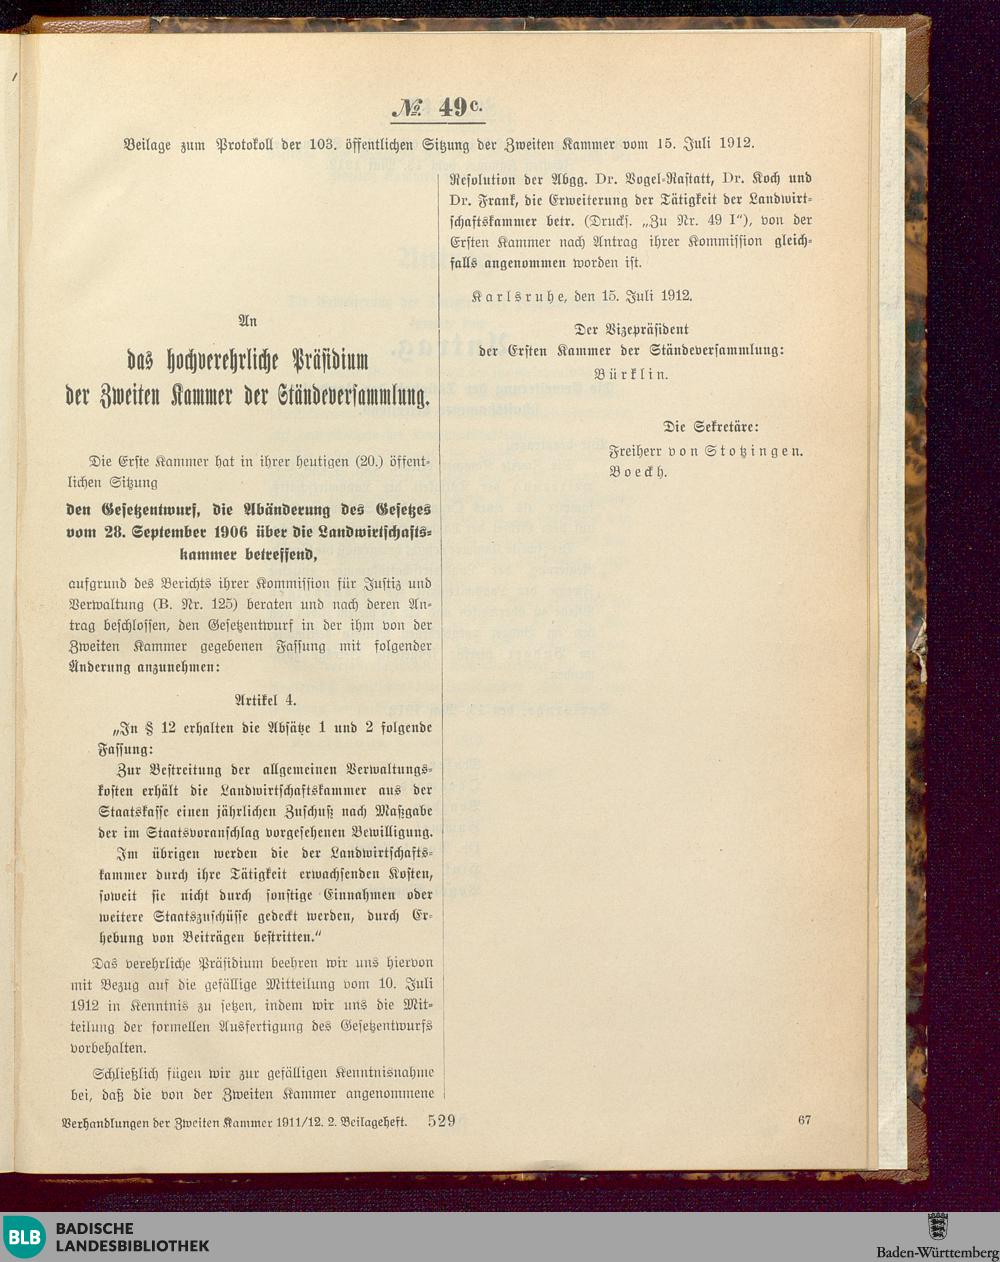 № 49c.
Beilage zum Protokoll der 103. öffentlichen Sitzung der Zweiten Kammer vom 15. Juli 1912.
An
das hochverehrliche Präsidium
der Zweiten Kammer der Ständeversammlung.
Die Erste Kammer hat in ihrer heutigen (20.) öffent-
lichen Sitzung
den Gesetzentwurf, die Abänderung des Gesetzes
vom 28. September 1906 über die Landwirtschafts-
kammer betreffend,
aufgrund des Berichts ihrer Kommission für Justiz und
Verwaltung (B. Nr. 125) beraten und nach deren An-
trag beschlossen, den Gesetzentwurf in der ihm von der
Zweiten Kammer gegebenen Fassung mit folgender
Änderung anzunehmen:
Artikel 4.
„In § 12 erhalten die Absätze 1 und 2 folgende
Fassung:
Zur Bestreitung der allgemeinen Verwaltungs-
kosten erhält die Landwirtschaftskammer aus der
Staatskasse einen jährlichen Zuschuß nach Maßgabe
der im Staatsvoranschlag vorgesehenen Bewilligung.
Im übrigen werden die der Landwirtschafts-
kammer durch ihre Tätigkeit erwachsenden Kosten,
soweit sie nicht durch sonstige Einnahmen oder
weitere Staatszuschüsse gedeckt werden, durch Er-
hebung von Beiträgen bestritten.“
Das verehrliche Präsidium beehren wir uns hiervon
mit Bezug auf die gefällige Mitteilung vom 10. Juli
1912 in Kenntnis zu setzen, indem wir uns die Mit-
teilung der formellen Ausfertigung des Gesetzentwurfs
vorbehalten.
Schließlich fügen wir zur gefälligen Kenntnisnahme
bei, daß die von der Zweiten Kammer angenommene
Resolution der Abgg. Dr. Vogel-Rastatt, Dr. Koch und
Dr. Frank, die Erweiterung der Tätigkeit der Landwirt-
schaftskammer betr. (Drucks. „Zu Nr. 49 I“), von der
Ersten Kammer nach Antrag ihrer Kommission gleich-
falls angenommen worden ist.
Karlsruhe, den 15. Juli 1912.
Der Vizepräsident
der Ersten Kammer der Ständeversammlung:
Bürklin.
Die Sekretäre:
Freiherr von Stotzingen.
Boeckh.
Verhandlungen der Zweiten Kammer 1911/12. 2. Beilageheft. 529
67
BLB BADISCHE
LANDESBIBLIOTHEK
Baden-Württemberg